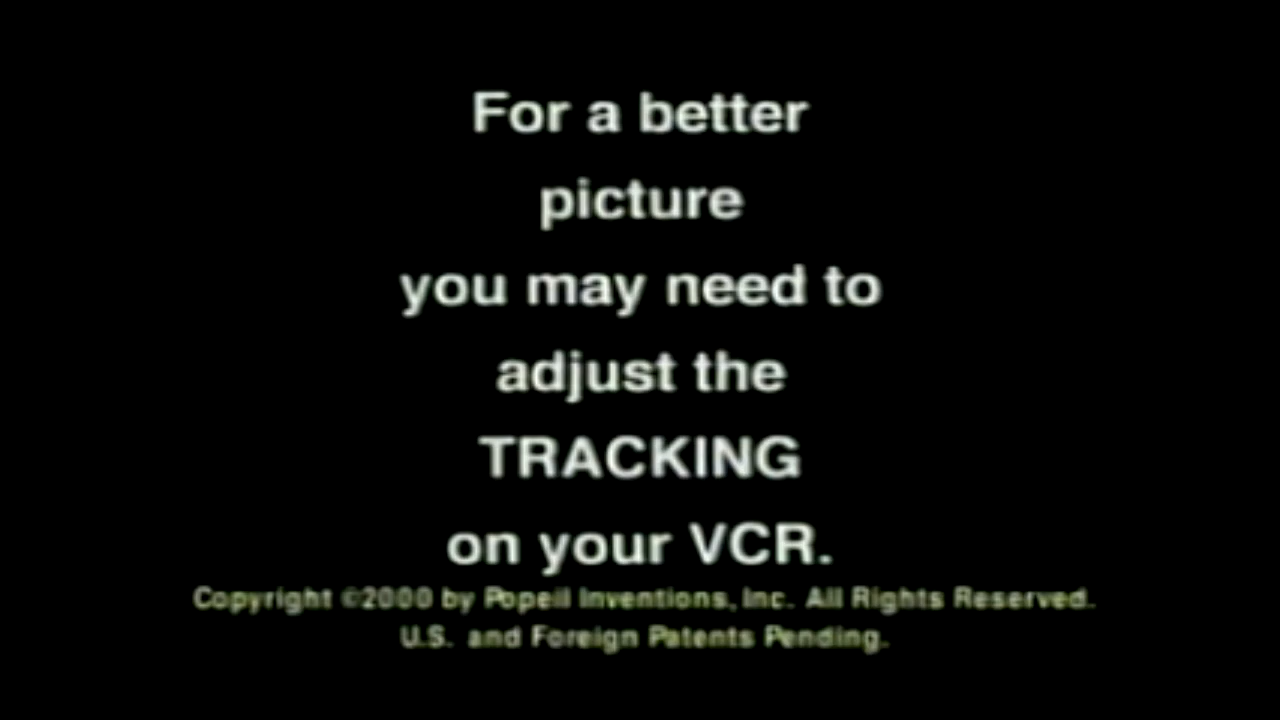 For a better
picture
you may need to
adjust the
TRACKING
on your VCR.
Copyright ©2000 by Popeil Inventions, Inc. All Rights Reserved.
U.S. and Foreign Patents Pending.